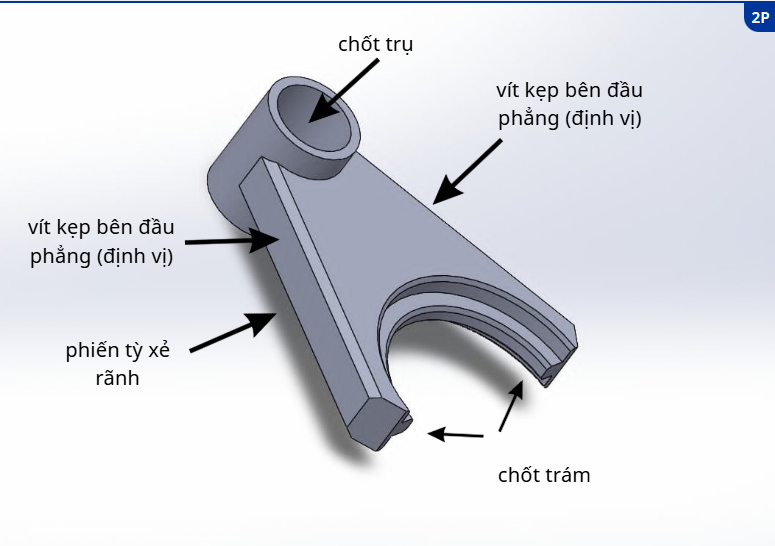 2P
chốt trụ
vít kẹp bên đầu
phẳng (định vị)
vít kẹp bên đầu
phẳng (định vị)
phiến tỳ xẻ
rãnh
chốt trám